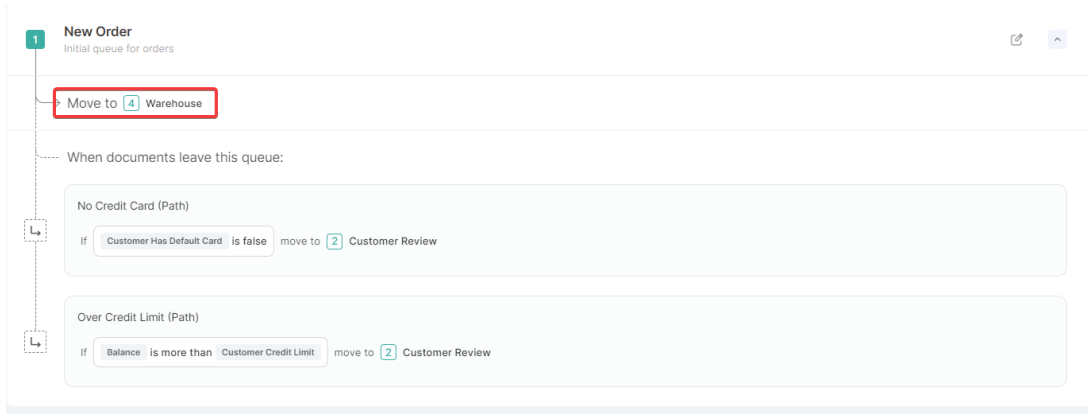 1 New Order
Initial queue for orders
Move to 4 Warehouse
When documents leave this queue:
No Credit Card (Path)
If Customer Has Default Card is false move to 2 Customer Review
Over Credit Limit (Path)
If Balance is more than Customer Credit Limit move to 2 Customer Review